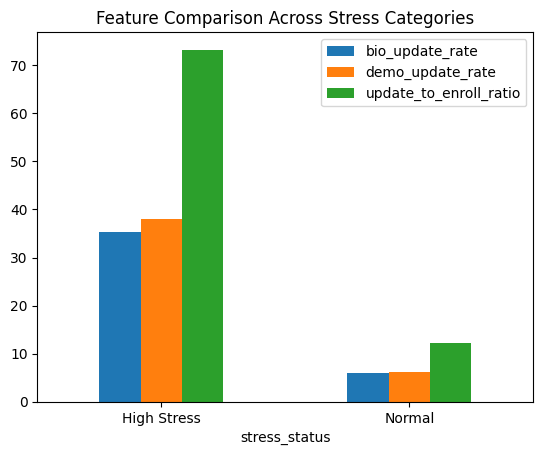 Feature Comparison Across Stress Categories
bio_update_rate
demo_update_rate
update_to_enroll_ratio
70
60
50
40
30
20
10
0
High Stress
Normal
stress_status